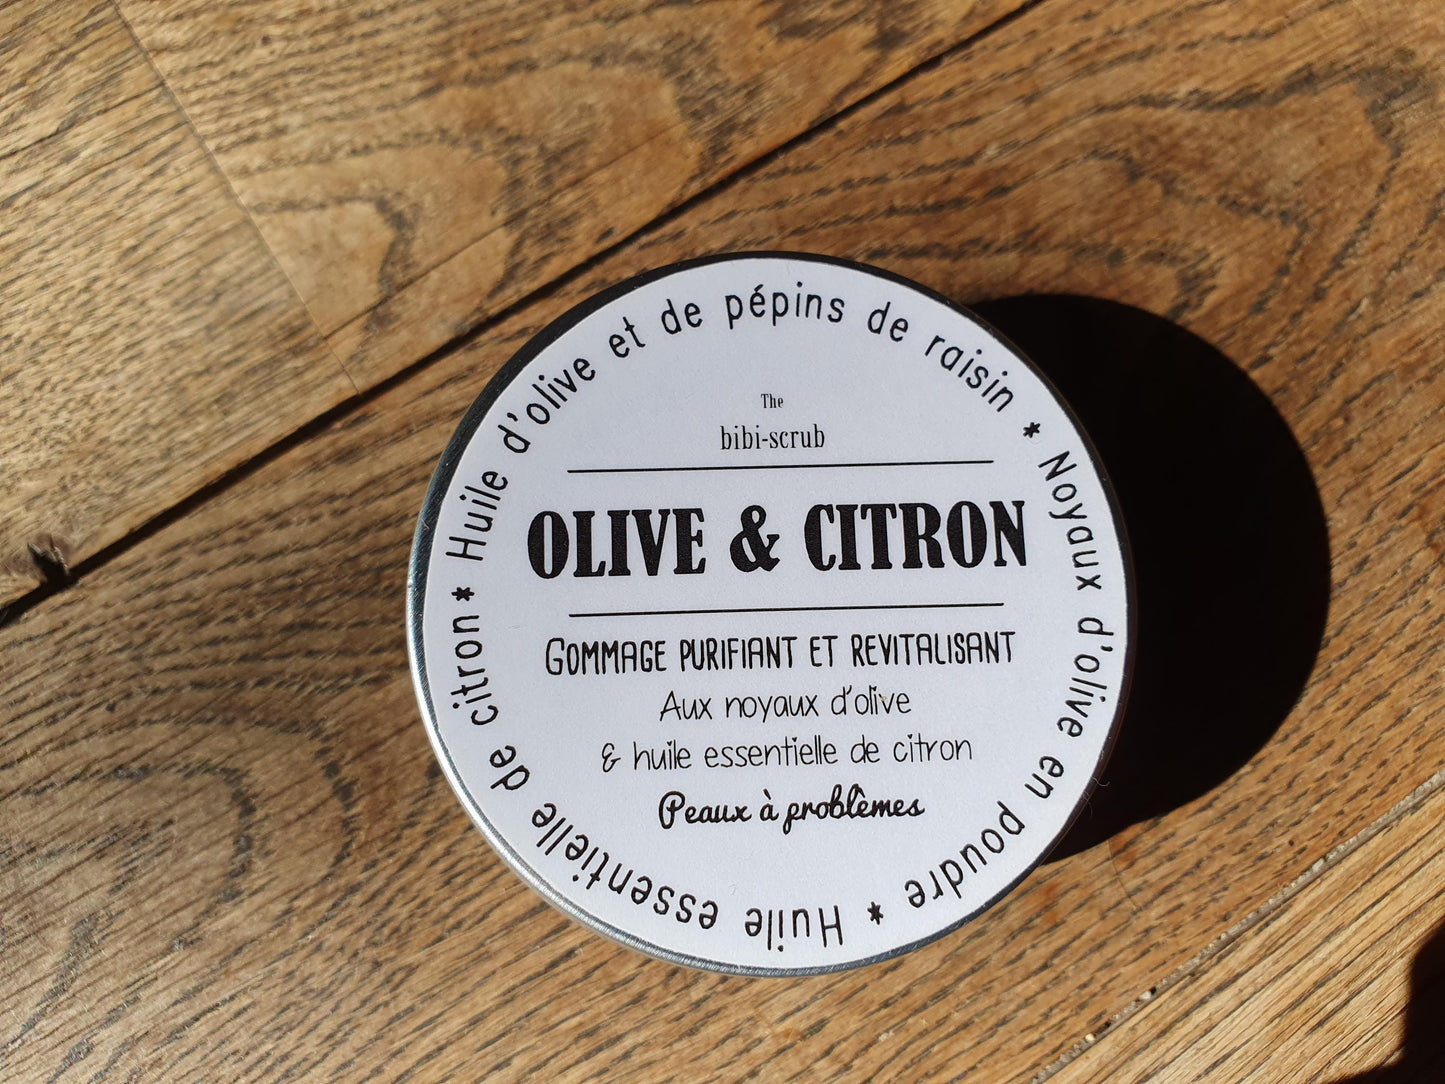 The
bibi-scrub
OLIVE & CITRON
GOMMAGE PURIFIANT ET REVITALISANT
Aux noyaux d'olive
& huile essentielle de citron
Peaux à problèmes
Huile d'olive et de pépins de raisin * Noyaux d'olive en poudre * Huile essentielle de citron *